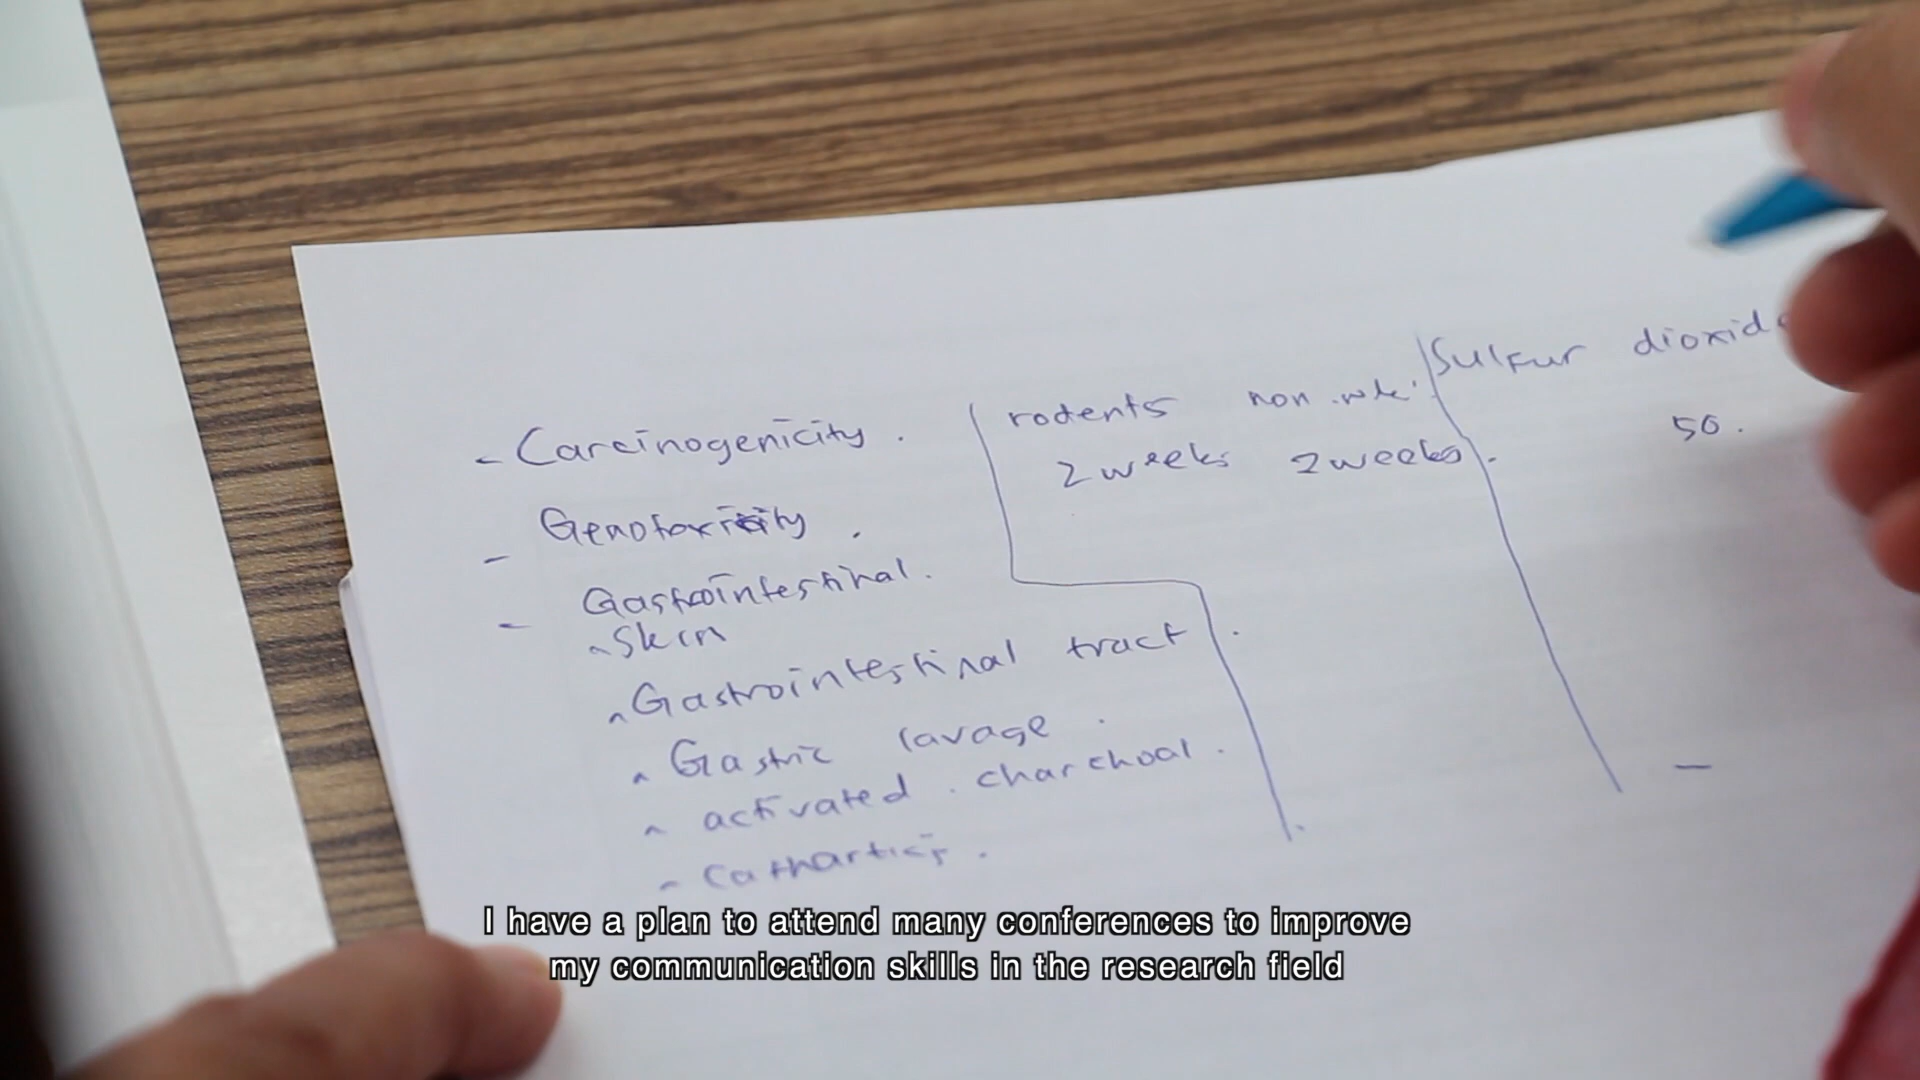 - Carcinogenicity.
- Genotoxicity.
- Gastrointestinal.
- Skin
- Gastrointestinal tract.
- Gastric lavage.
- activated charchoal.
- Cathartics.
rodents non
2 weeks 2 weeks.
Sulfur dioxide
50.
-
I have a plan to attend many conferences to improve
my communication skills in the research field